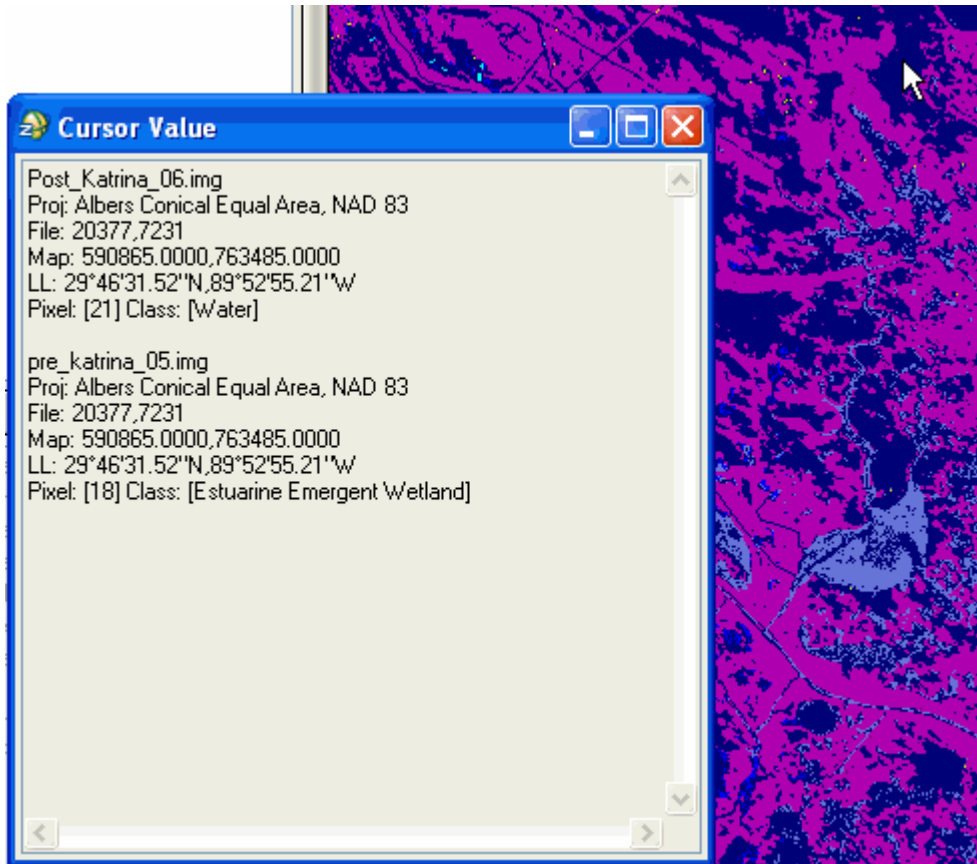 Cursor Value
Post_Katrina_06.img
Proj: Albers Conical Equal Area, NAD 83
File: 20377,7231
Map: 590865.0000,763485.0000
LL: 29°46'31.52"N,89°52'55.21"W
Pixel: [21] Class: [Water]
pre_katrina_05.img
Proj: Albers Conical Equal Area, NAD 83
File: 20377,7231
Map: 590865.0000,763485.0000
LL: 29°46'31.52"N,89°52'55.21"W
Pixel: [18] Class: [Estuarine Emergent Wetland]